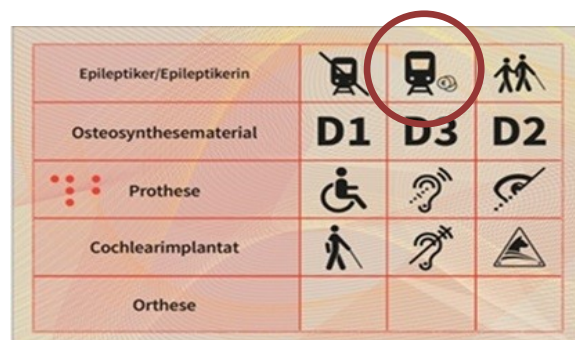 Epileptiker/Epileptikerin
Osteosynthesematerial D1 D3 D2
Prothese
Cochlearimplantat
Orthese